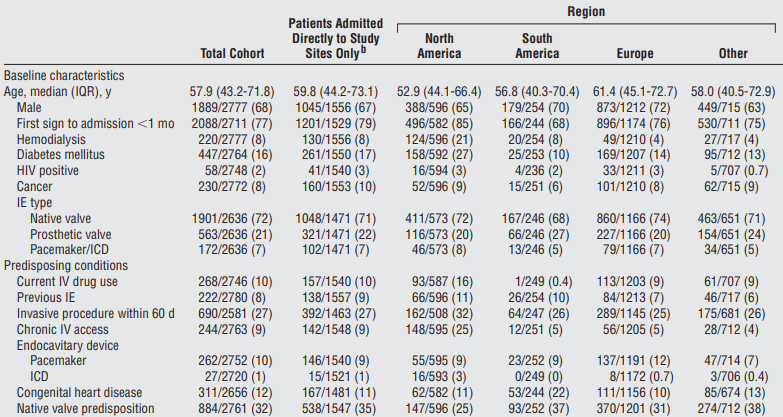 Region
Patients Admitted
Directly to Study North South
Total Cohort Sites Only^b America America Europe Other
Baseline characteristics
Age, median (IQR), y 57.9 (43.2-71.8) 59.8 (44.2-73.1) 52.9 (44.1-66.4) 56.8 (40.3-70.4) 61.4 (45.1-72.7) 58.0 (40.5-72.9)
Male 1889/2777 (68) 1045/1556 (67) 388/596 (65) 179/254 (70) 873/1212 (72) 449/715 (63)
First sign to admission <1 mo 2088/2711 (77) 1201/1529 (79) 496/582 (85) 166/244 (68) 896/1174 (76) 530/711 (75)
Hemodialysis 220/2777 (8) 130/1556 (8) 124/596 (21) 20/254 (8) 49/1210 (4) 27/717 (4)
Diabetes mellitus 447/2764 (16) 261/1550 (17) 158/592 (27) 25/253 (10) 169/1207 (14) 95/712 (13)
HIV positive 58/2748 (2) 41/1540 (3) 16/594 (3) 4/236 (2) 33/1211 (3) 5/707 (0.7)
Cancer 230/2772 (8) 160/1553 (10) 52/596 (9) 15/251 (6) 101/1210 (8) 62/715 (9)
IE type
Native valve 1901/2636 (72) 1048/1471 (71) 411/573 (72) 167/246 (68) 860/1166 (74) 463/651 (71)
Prosthetic valve 563/2636 (21) 321/1471 (22) 116/573 (20) 66/246 (27) 227/1166 (20) 154/651 (24)
Pacemaker/ICD 172/2636 (7) 102/1471 (7) 46/573 (8) 13/246 (5) 79/1166 (7) 34/651 (5)
Predisposing conditions
Current IV drug use 268/2746 (10) 157/1540 (10) 93/587 (16) 1/249 (0.4) 113/1203 (9) 61/707 (9)
Previous IE 222/2780 (8) 138/1557 (9) 66/596 (11) 26/254 (10) 84/1213 (7) 46/717 (6)
Invasive procedure within 60 d 690/2581 (27) 392/1463 (27) 162/508 (32) 64/247 (26) 289/1145 (25) 175/681 (26)
Chronic IV access 244/2763 (9) 142/1548 (9) 148/595 (25) 12/251 (5) 56/1205 (5) 28/712 (4)
Endocavitary device
Pacemaker 262/2752 (10) 146/1540 (9) 55/595 (9) 23/252 (9) 137/1191 (12) 47/714 (7)
ICD 27/2720 (1) 15/1521 (1) 16/593 (3) 0/249 (0) 8/1172 (0.7) 3/706 (0.4)
Congenital heart disease 311/2656 (12) 167/1481 (11) 62/582 (11) 53/244 (22) 111/1156 (10) 85/674 (13)
Native valve predisposition 884/2761 (32) 538/1547 (35) 147/596 (25) 93/252 (37) 370/1201 (31) 274/712 (38)